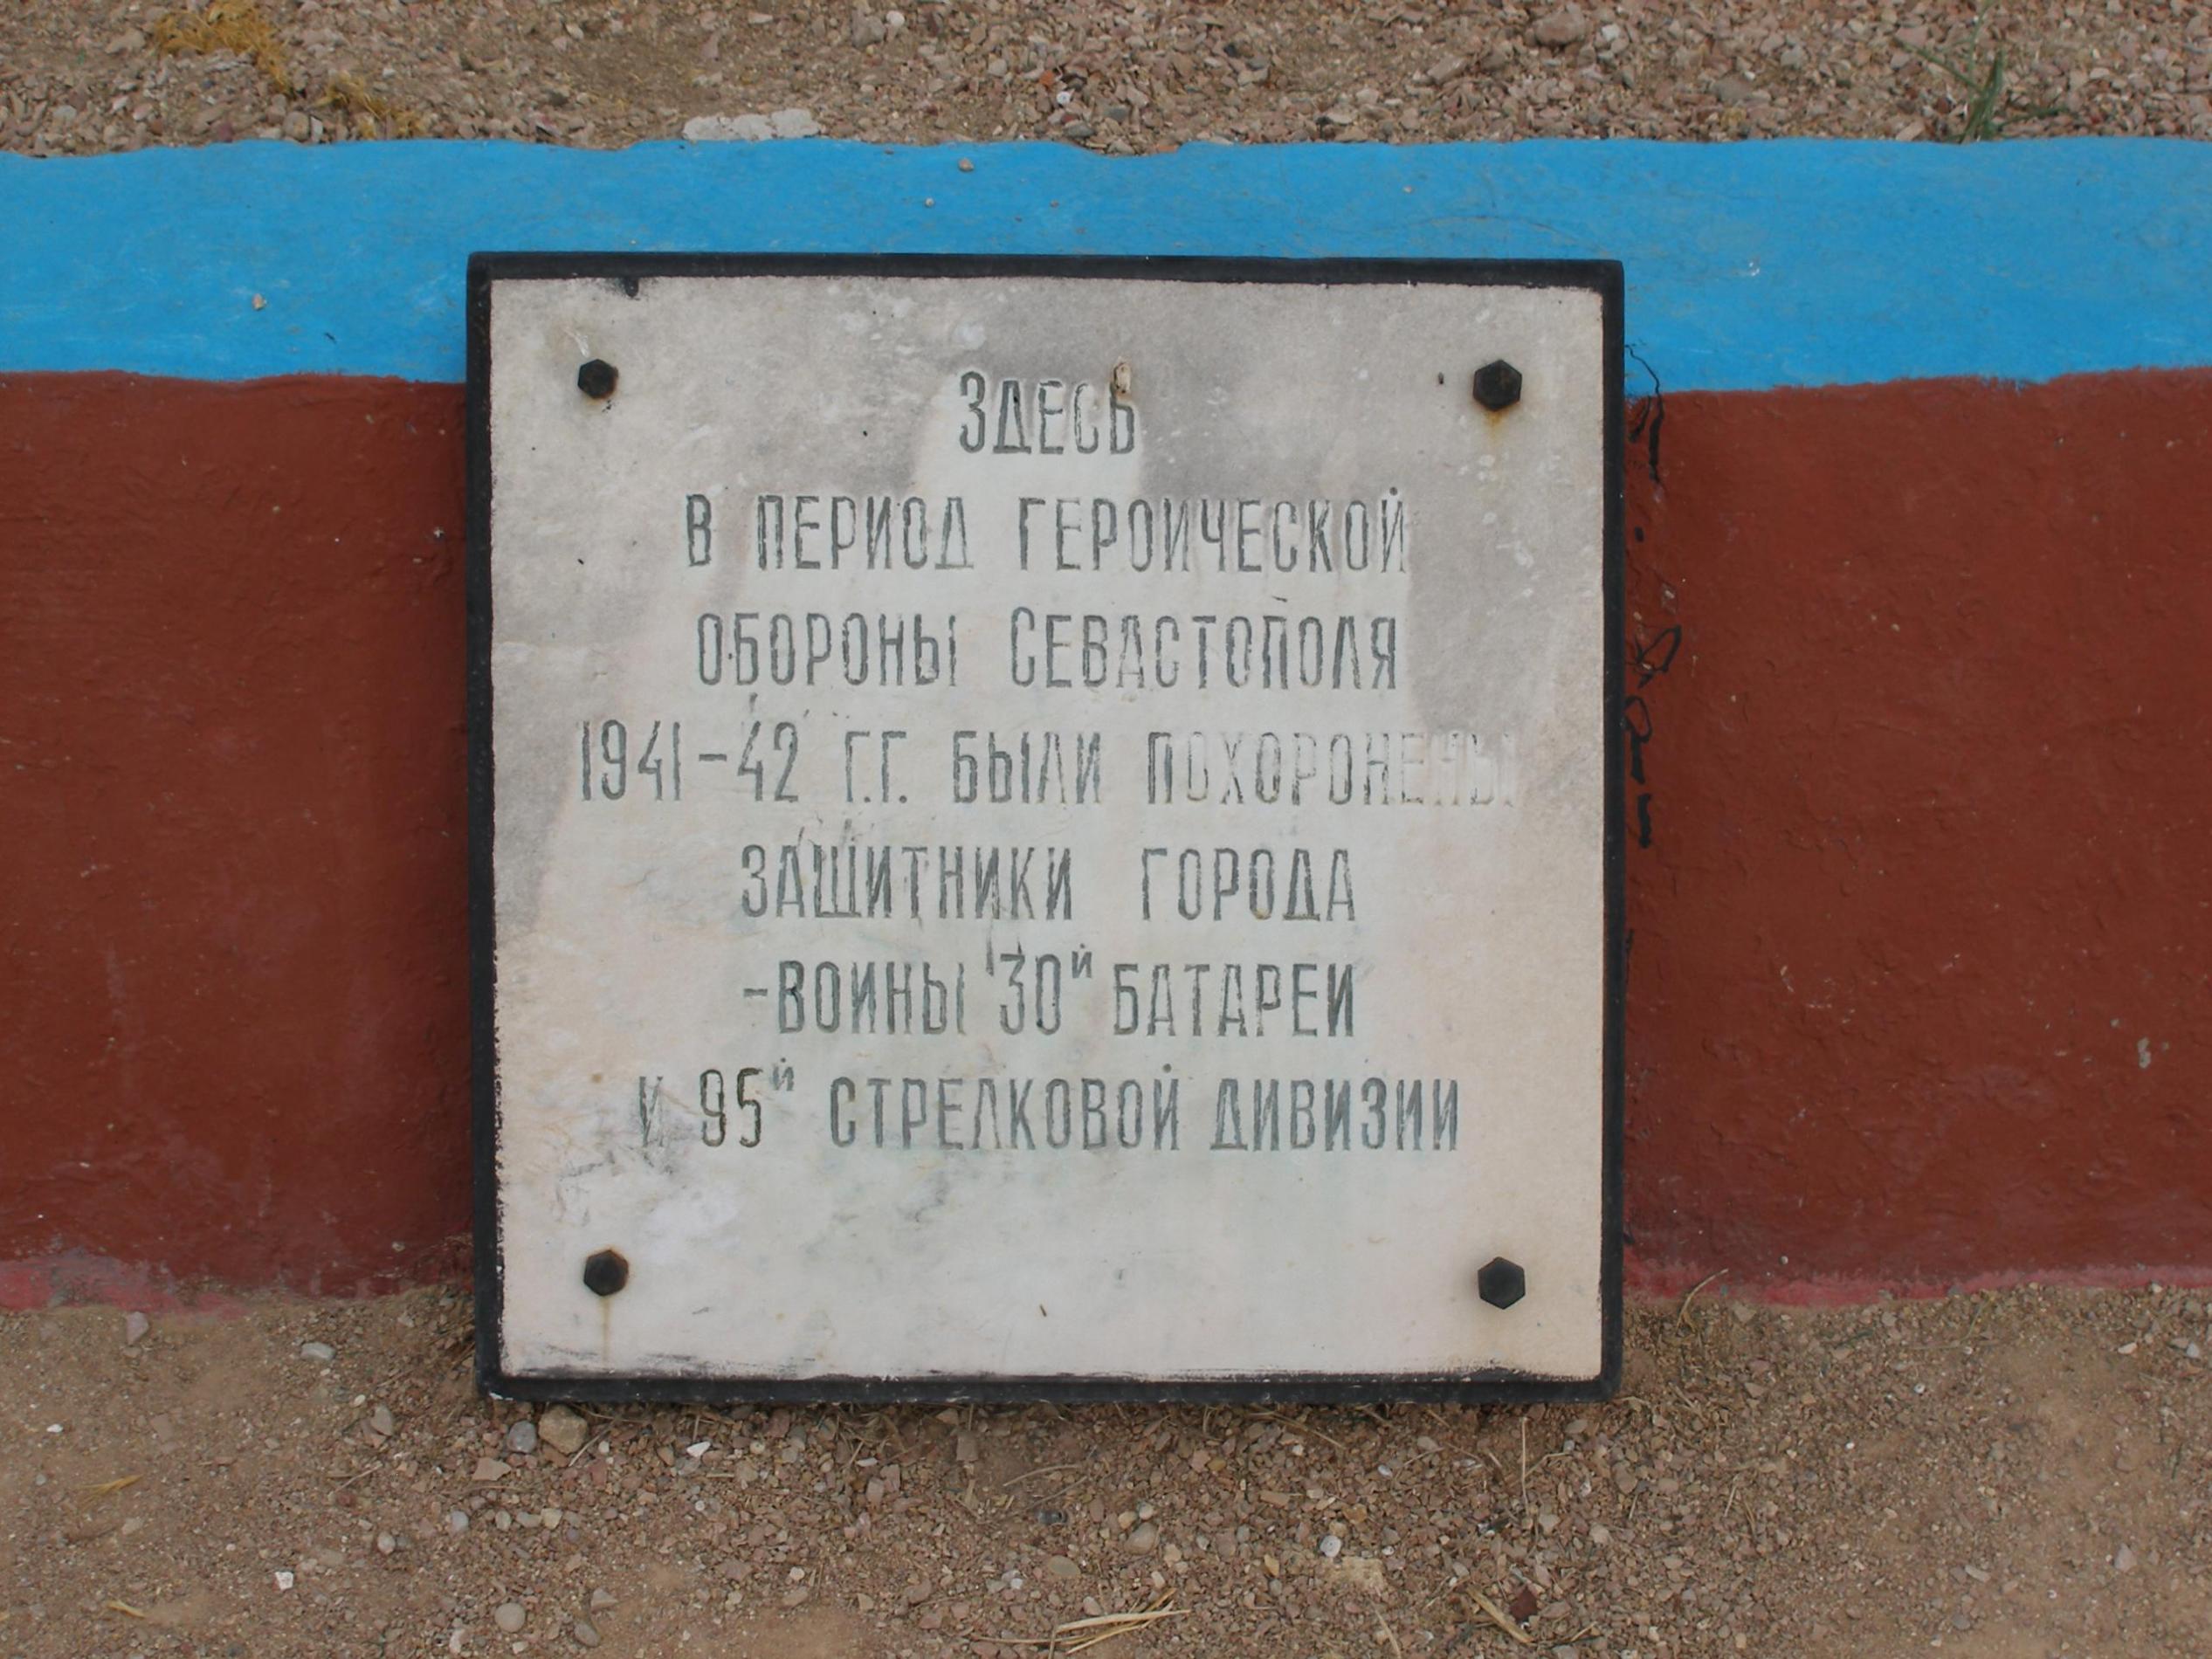 ЗДЕСЬ
В ПЕРИОД ГЕРОИЧЕСКОЙ
ОБОРОНЫ СЕВАСТОПОЛЯ
1941-42 Г.Г. БЫЛИ ПОХОРОНЕНЫ
ЗАЩИТНИКИ ГОРОДА
-ВОИНЫ 30й БАТАРЕИ
И 95й СТРЕЛКОВОЙ ДИВИЗИИ